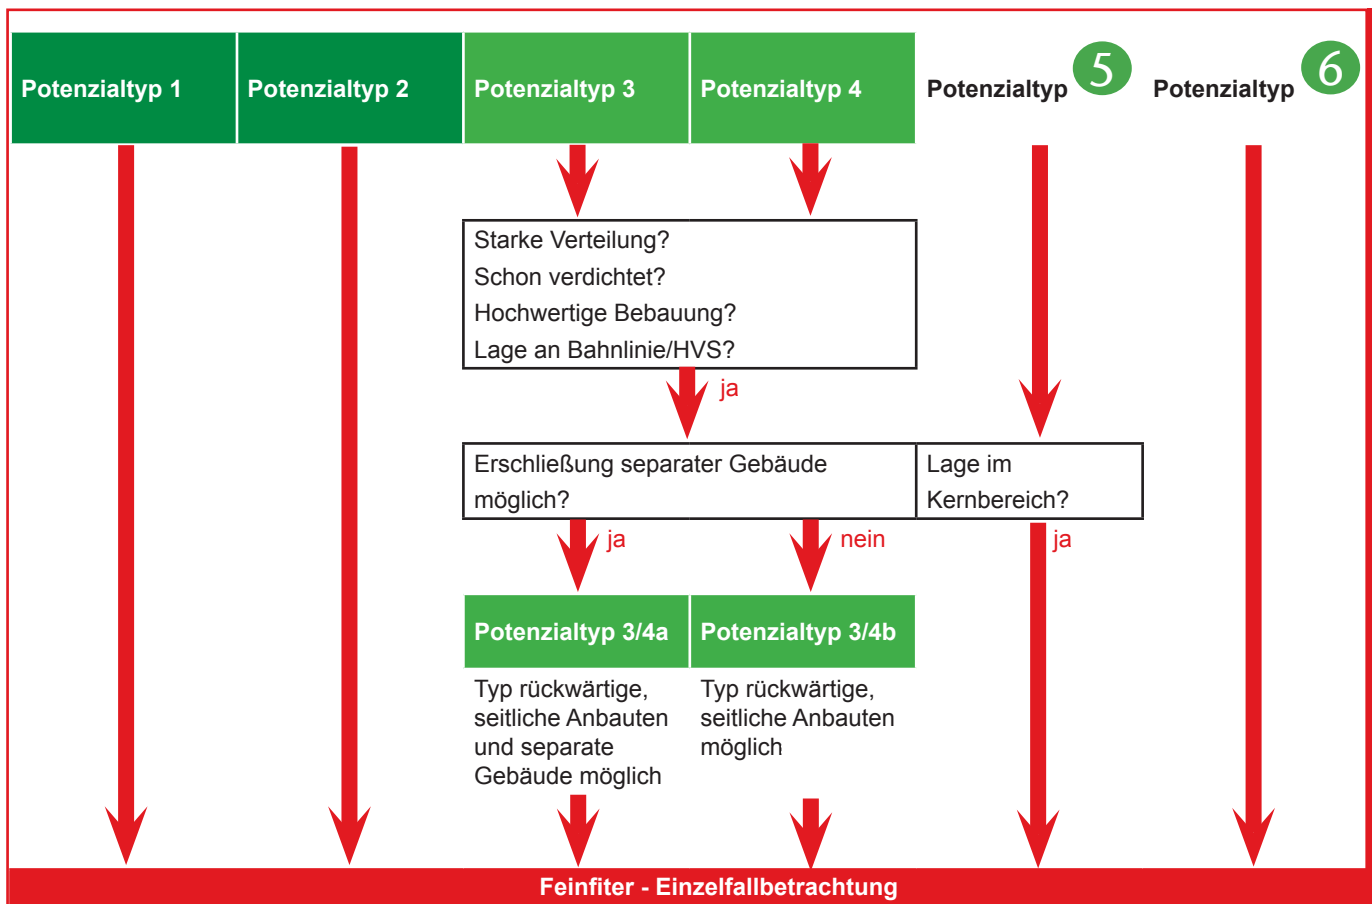 Potenzialtyp 1
Potenzialtyp 2
Potenzialtyp 3
Potenzialtyp 4
Potenzialtyp 5
Potenzialtyp 6
Starke Verteilung?
Schon verdichtet?
Hochwertige Bebauung?
Lage an Bahnlinie/HVS?
ja
Erschließung separater Gebäude
möglich?
Lage im
Kernbereich?
ja
nein
ja
Potenzialtyp 3/4a
Potenzialtyp 3/4b
Typ rückwärtige,
seitliche Anbauten
und separate
Gebäude möglich
Typ rückwärtige,
seitliche Anbauten
möglich
Feinfiter - Einzelfallbetrachtung